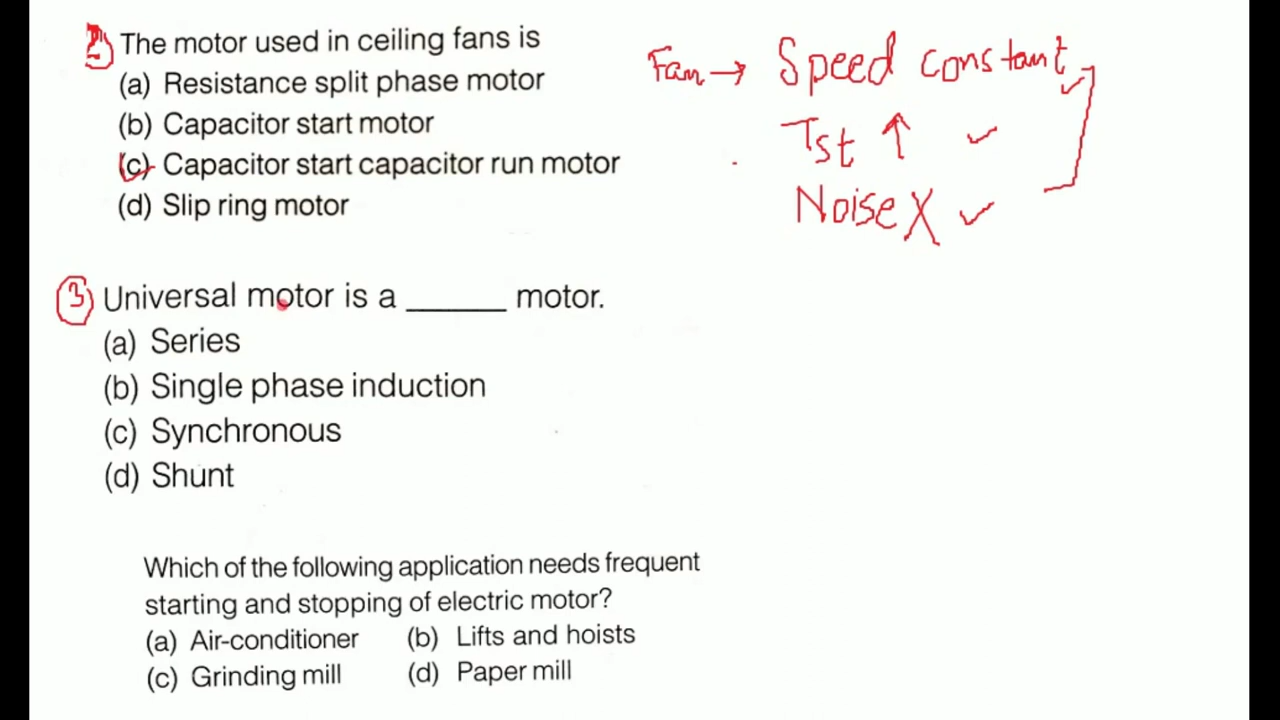 2 The motor used in ceiling fans is
(a) Resistance split phase motor
(b) Capacitor start motor
(c) Capacitor start capacitor run motor
(d) Slip ring motor
Fan → Speed constant ✓
Tst ↑ ✓
Noise X ✓
3 Universal motor is a ______ motor.
(a) Series
(b) Single phase induction
(c) Synchronous
(d) Shunt
Which of the following application needs frequent
starting and stopping of electric motor?
(a) Air-conditioner (b) Lifts and hoists
(c) Grinding mill (d) Paper mill